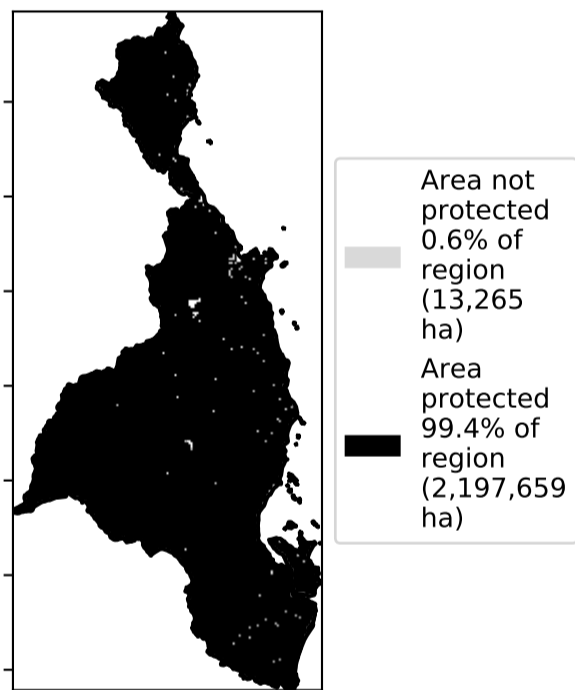 Area not
protected
0.6% of
region
(13,265
ha)
Area
protected
99.4% of
region
(2,197,659
ha)